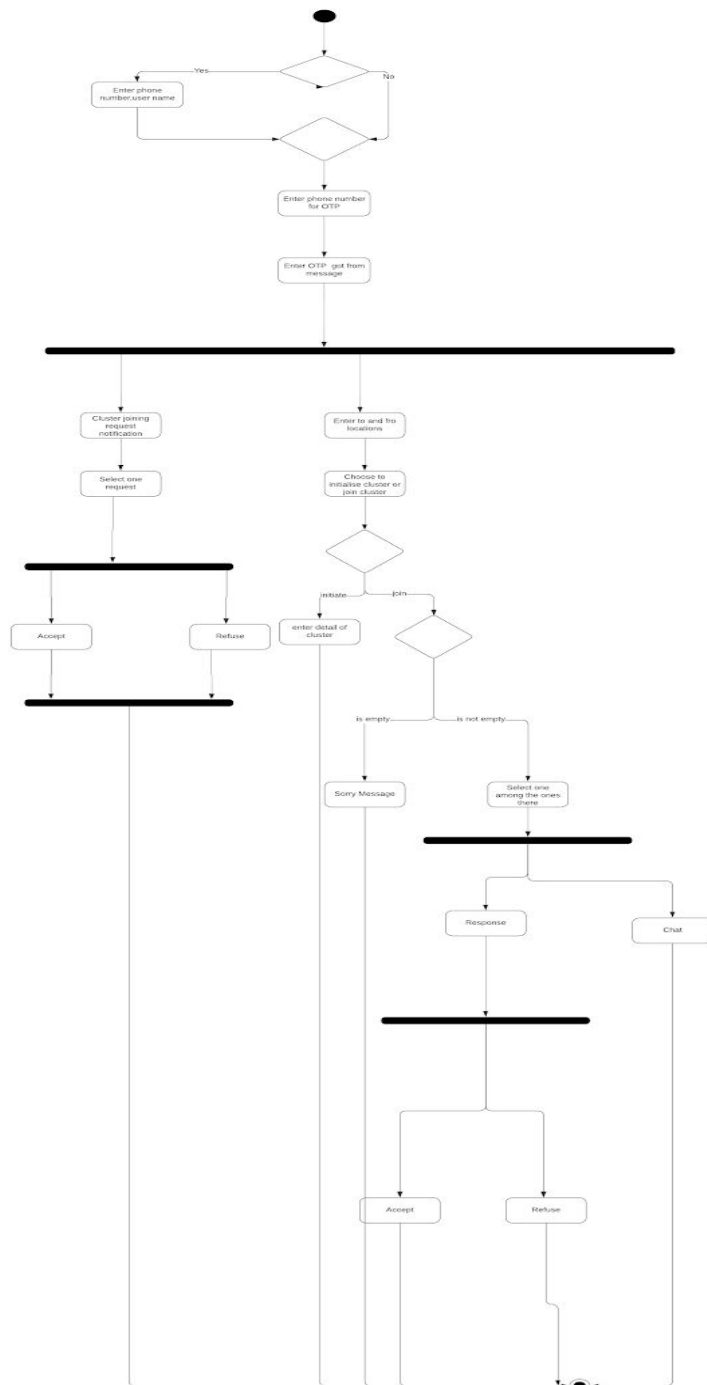 Yes
No
Enter phone
number,user name
Enter phone number
for OTP
Enter OTP got from
message
Cluster joining
request
notification
Enter to and fro
locations
Select one
request
Choose to
initialise cluster or
join cluster
initiate
join
Accept
Refuse
enter detail of
cluster
is empty
is not empty
Sorry Message
Select one
among the ones
there
Response
Chat
Accept
Refuse